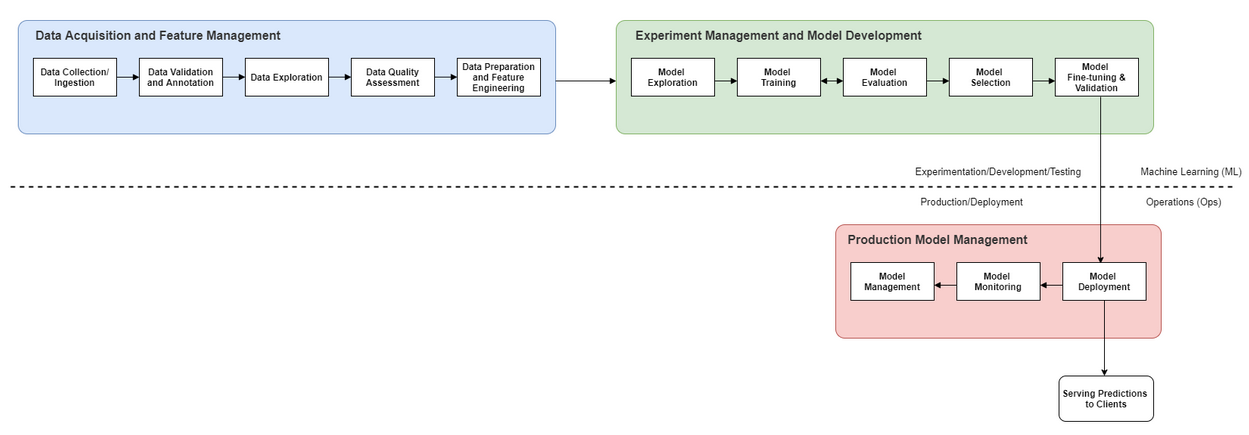 Data Acquisition and Feature Management
Data Collection/
Ingestion
Data Validation
and Annotation
Data Exploration
Data Quality
Assessment
Data Preparation
and Feature
Engineering
Experiment Management and Model Development
Model
Exploration
Model
Training
Model
Evaluation
Model
Selection
Model
Fine-tuning &
Validation
Experimentation/Development/Testing
Machine Learning (ML)
Production/Deployment
Operations (Ops)
Production Model Management
Model
Management
Model
Monitoring
Model
Deployment
Serving Predictions
to Clients